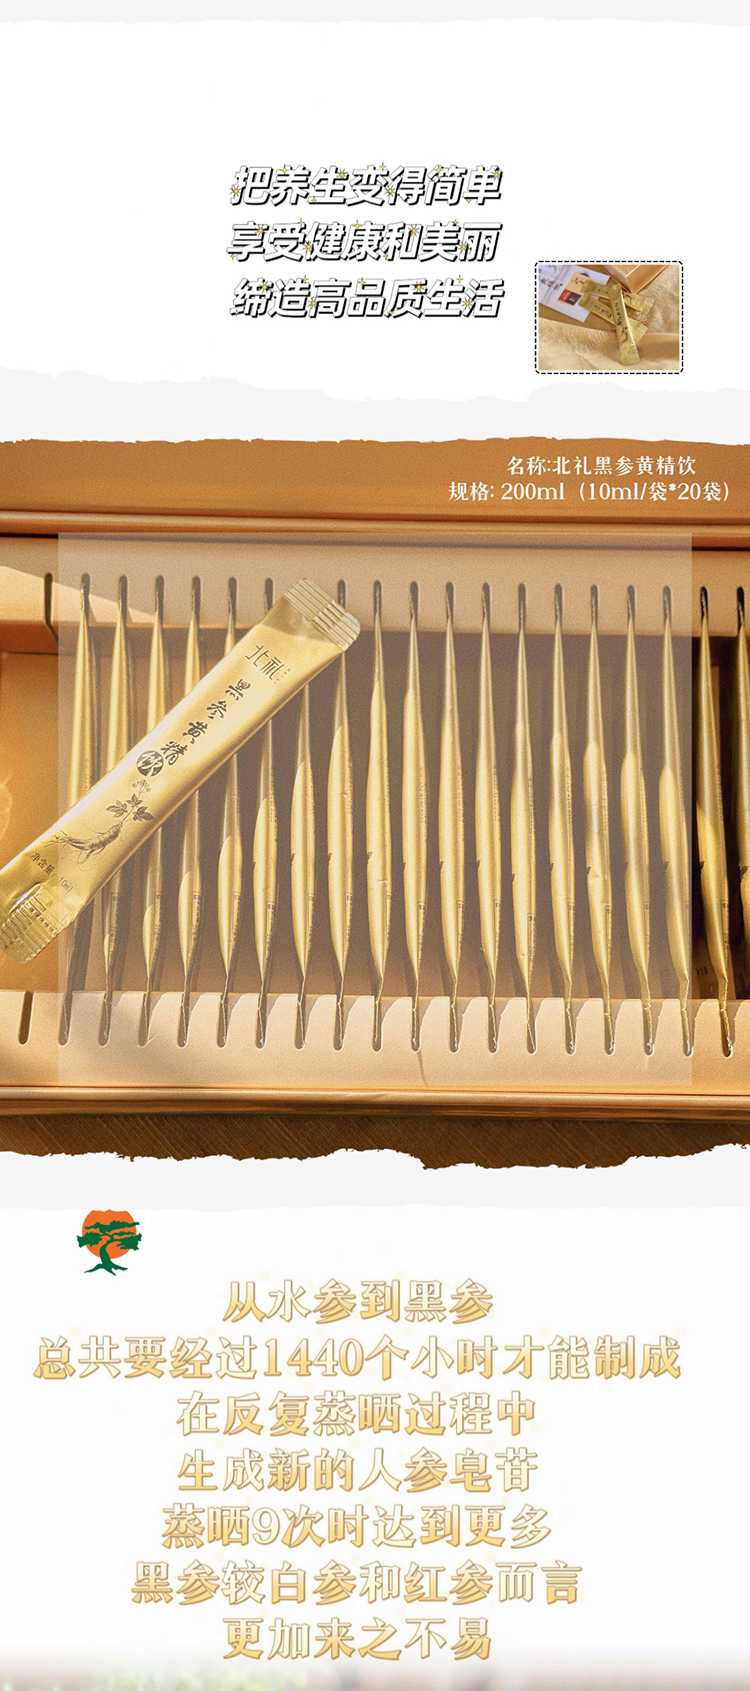 把养生变得简单
享受健康和美丽
缔造高品质生活
名称:北礼黑参黄精饮
规格: 200ml（10ml/袋*20袋）
北礼
黑参黄精饮
净含量: 10ml
从水参到黑参
总共要经过1440个小时才能制成
在反复蒸晒过程中
生成新的人参皂苷
蒸晒9次时达到更多
黑参较白参和红参而言
更加来之不易